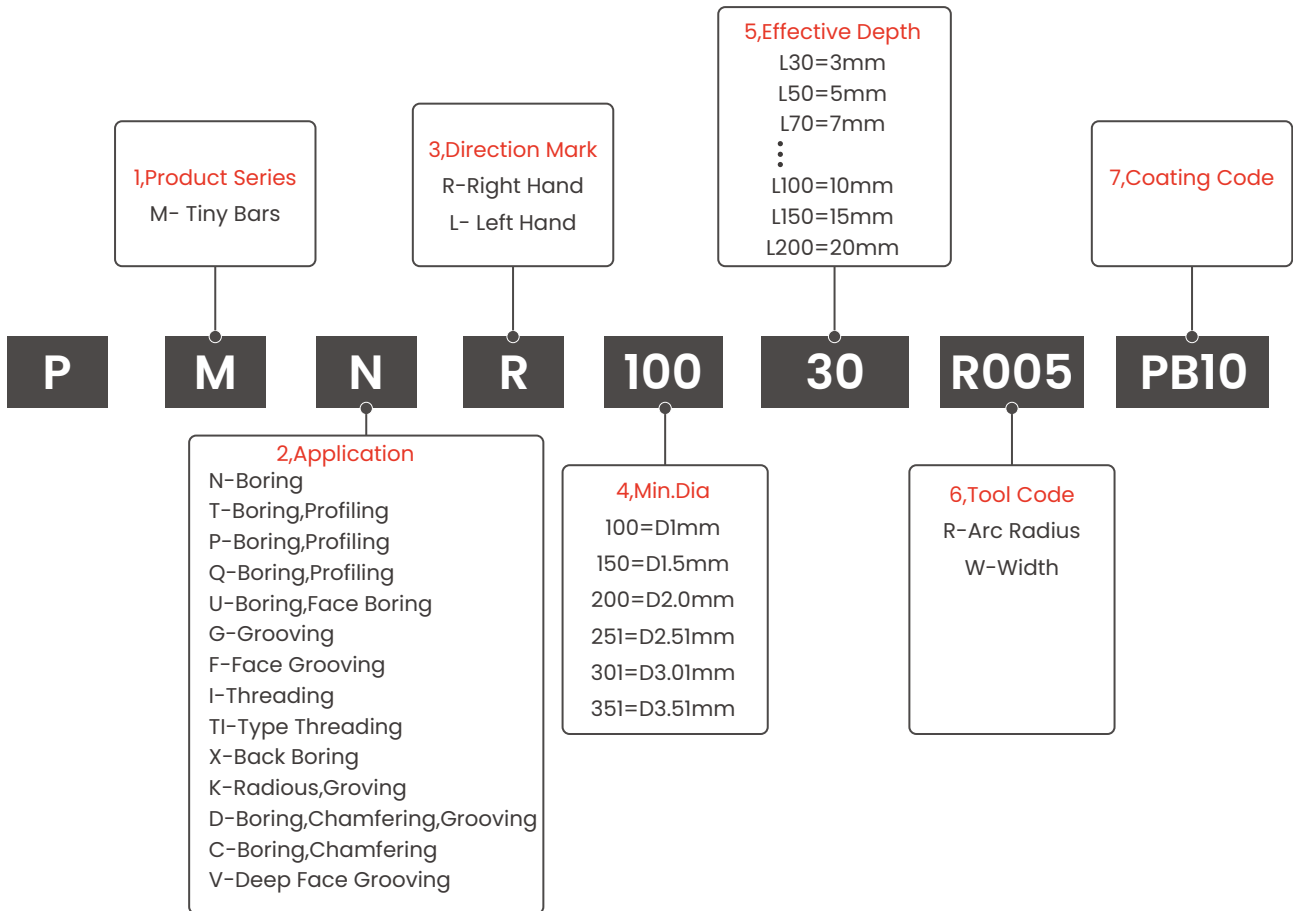 5,Effective Depth
L30=3mm
L50=5mm
L70=7mm
L100=10mm
L150=15mm
L200=20mm
1,Product Series
M- Tiny Bars
3,Direction Mark
R-Right Hand
L- Left Hand
7,Coating Code
P M N R 100 30 R005 PB10
2,Application
N-Boring
T-Boring,Profiling
P-Boring,Profiling
Q-Boring,Profiling
U-Boring,Face Boring
G-Grooving
F-Face Grooving
I-Threading
TI-Type Threading
X-Back Boring
K-Radious,Groving
D-Boring,Chamfering,Grooving
C-Boring,Chamfering
V-Deep Face Grooving
4,Min.Dia
100=D1mm
150=D1.5mm
200=D2.0mm
251=D2.51mm
301=D3.01mm
351=D3.51mm
6,Tool Code
R-Arc Radius
W-Width